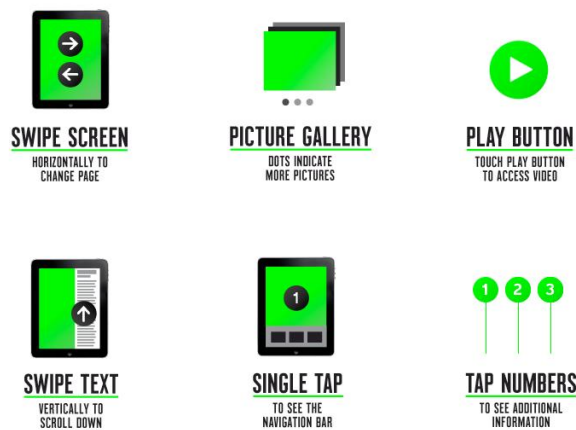 SWIPE SCREEN
HORIZONTALLY TO
CHANGE PAGE
PICTURE GALLERY
DOTS INDICATE
MORE PICTURES
PLAY BUTTON
TOUCH PLAY BUTTON
TO ACCESS VIDEO
1
SWIPE TEXT
VERTICALLY TO
SCROLL DOWN
SINGLE TAP
TO SEE THE
NAVIGATION BAR
1 2 3
TAP NUMBERS
TO SEE ADDITIONAL
INFORMATION